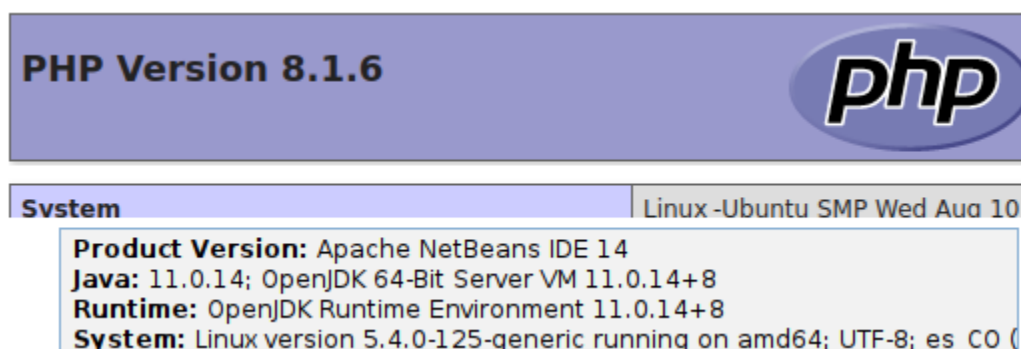 PHP Version 8.1.6
php
System Linux -Ubuntu SMP Wed Aug 10
Product Version: Apache NetBeans IDE 14
Java: 11.0.14; OpenJDK 64-Bit Server VM 11.0.14+8
Runtime: OpenJDK Runtime Environment 11.0.14+8
System: Linux version 5.4.0-125-generic running on amd64; UTF-8; es_CO (